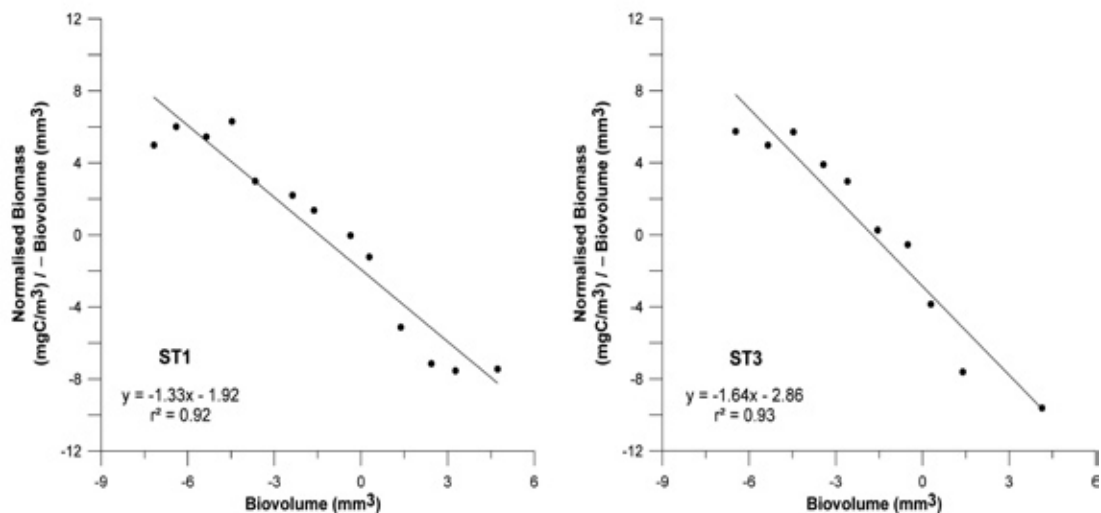 Normalised Biomass
(mgC/m³) / – Biovolume (mm³)
12
8
4
0
-4
-8
-12
ST1
y = -1.33x - 1.92
r² = 0.92
-9
-6
-3
0
3
6
Biovolume (mm³)
Normalised Biomass
(mgC/m³) / – Biovolume (mm³)
12
8
4
0
-4
-8
-12
ST3
y = -1.64x - 2.86
r² = 0.93
-9
-6
-3
0
3
6
Biovolume (mm³)